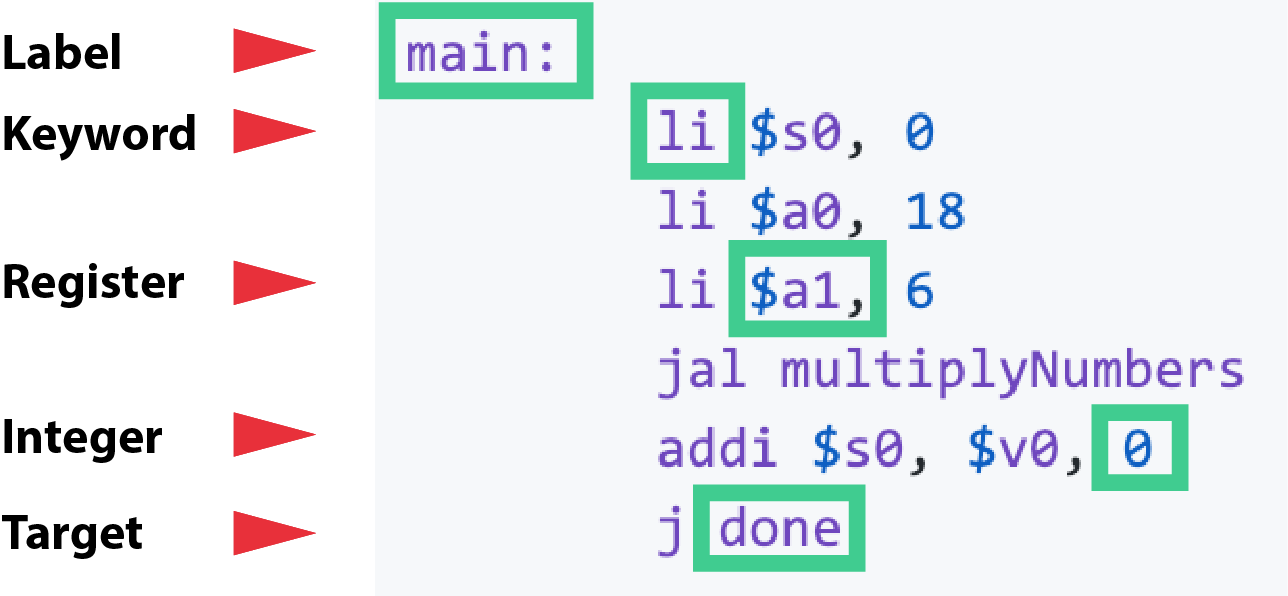 Label main:
Keyword li $s0, 0
li $a0, 18
Register li $a1, 6
jal multiplyNumbers
Integer addi $s0, $v0, 0
Target j done